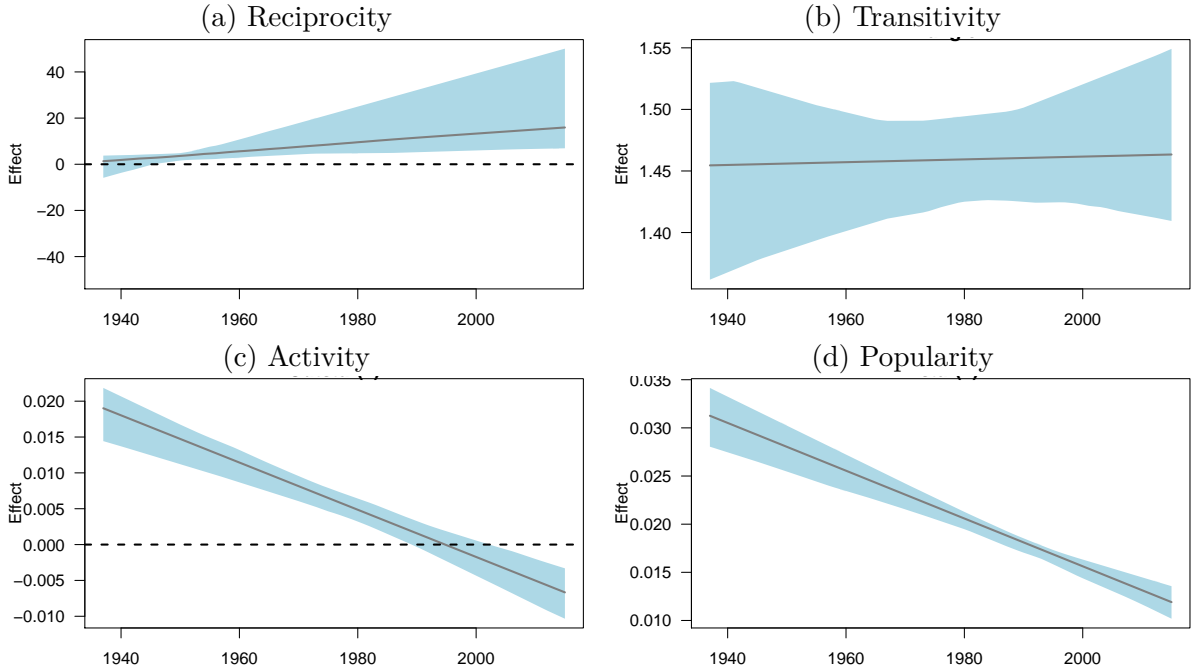 (a) Reciprocity
Effect
40
20
0
−20
−40
1940 1960 1980 2000
(b) Transitivity
Effect
1.55
1.50
1.45
1.40
1940 1960 1980 2000
(c) Activity
Effect
0.020
0.015
0.010
0.005
0.000
−0.005
−0.010
1940 1960 1980 2000
(d) Popularity
Effect
0.035
0.030
0.025
0.020
0.015
0.010
1940 1960 1980 2000